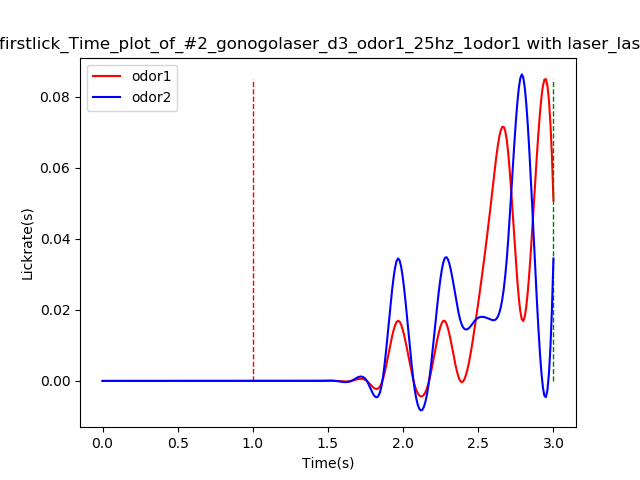 firstlick_Time_plot_of_#2_gonogolaser_d3_odor1_25hz_1odor1 with laser_las
odor1
odor2
Lickrate(s)
0.08
0.06
0.04
0.02
0.00
0.0 0.5 1.0 1.5 2.0 2.5 3.0
Time(s)